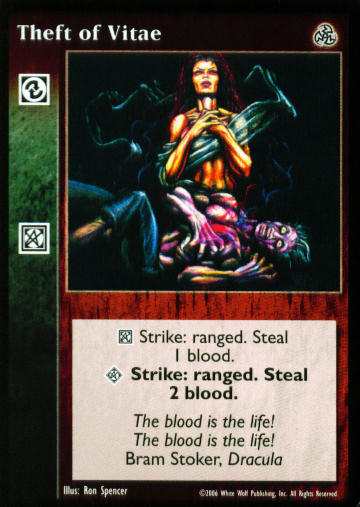 Theft of Vitae
Strike: ranged. Steal
1 blood.
Strike: ranged. Steal
2 blood.
The blood is the life!
The blood is the life!
Bram Stoker, Dracula
Illus: Ron Spencer
©2006 White Wolf Publishing, Inc. All Rights Reserved.